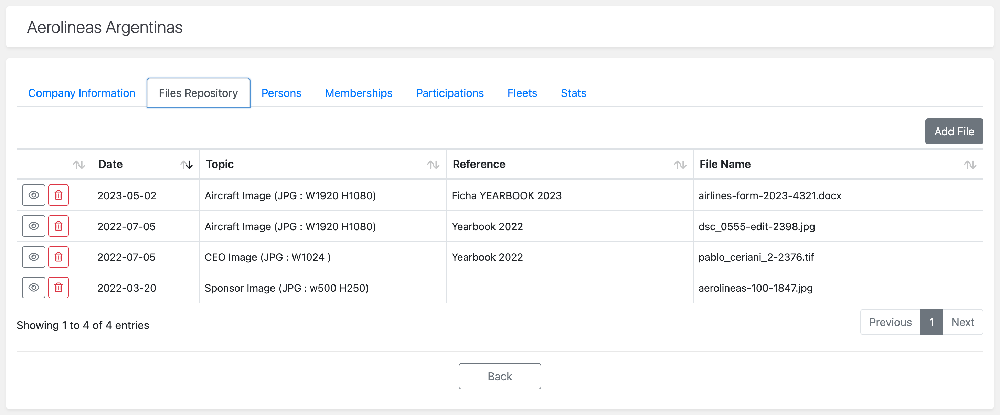 Aerolineas Argentinas
Company Information Files Repository Persons Memberships Participations Fleets Stats
Add File
Date Topic Reference File Name
2023-05-02 Aircraft Image (JPG : W1920 H1080) Ficha YEARBOOK 2023 airlines-form-2023-4321.docx
2022-07-05 Aircraft Image (JPG : W1920 H1080) Yearbook 2022 dsc_0555-edit-2398.jpg
2022-07-05 CEO Image (JPG : W1024 ) Yearbook 2022 pablo_ceriani_2-2376.tif
2022-03-20 Sponsor Image (JPG : w500 H250) aerolineas-100-1847.jpg
Showing 1 to 4 of 4 entries Previous 1 Next
Back